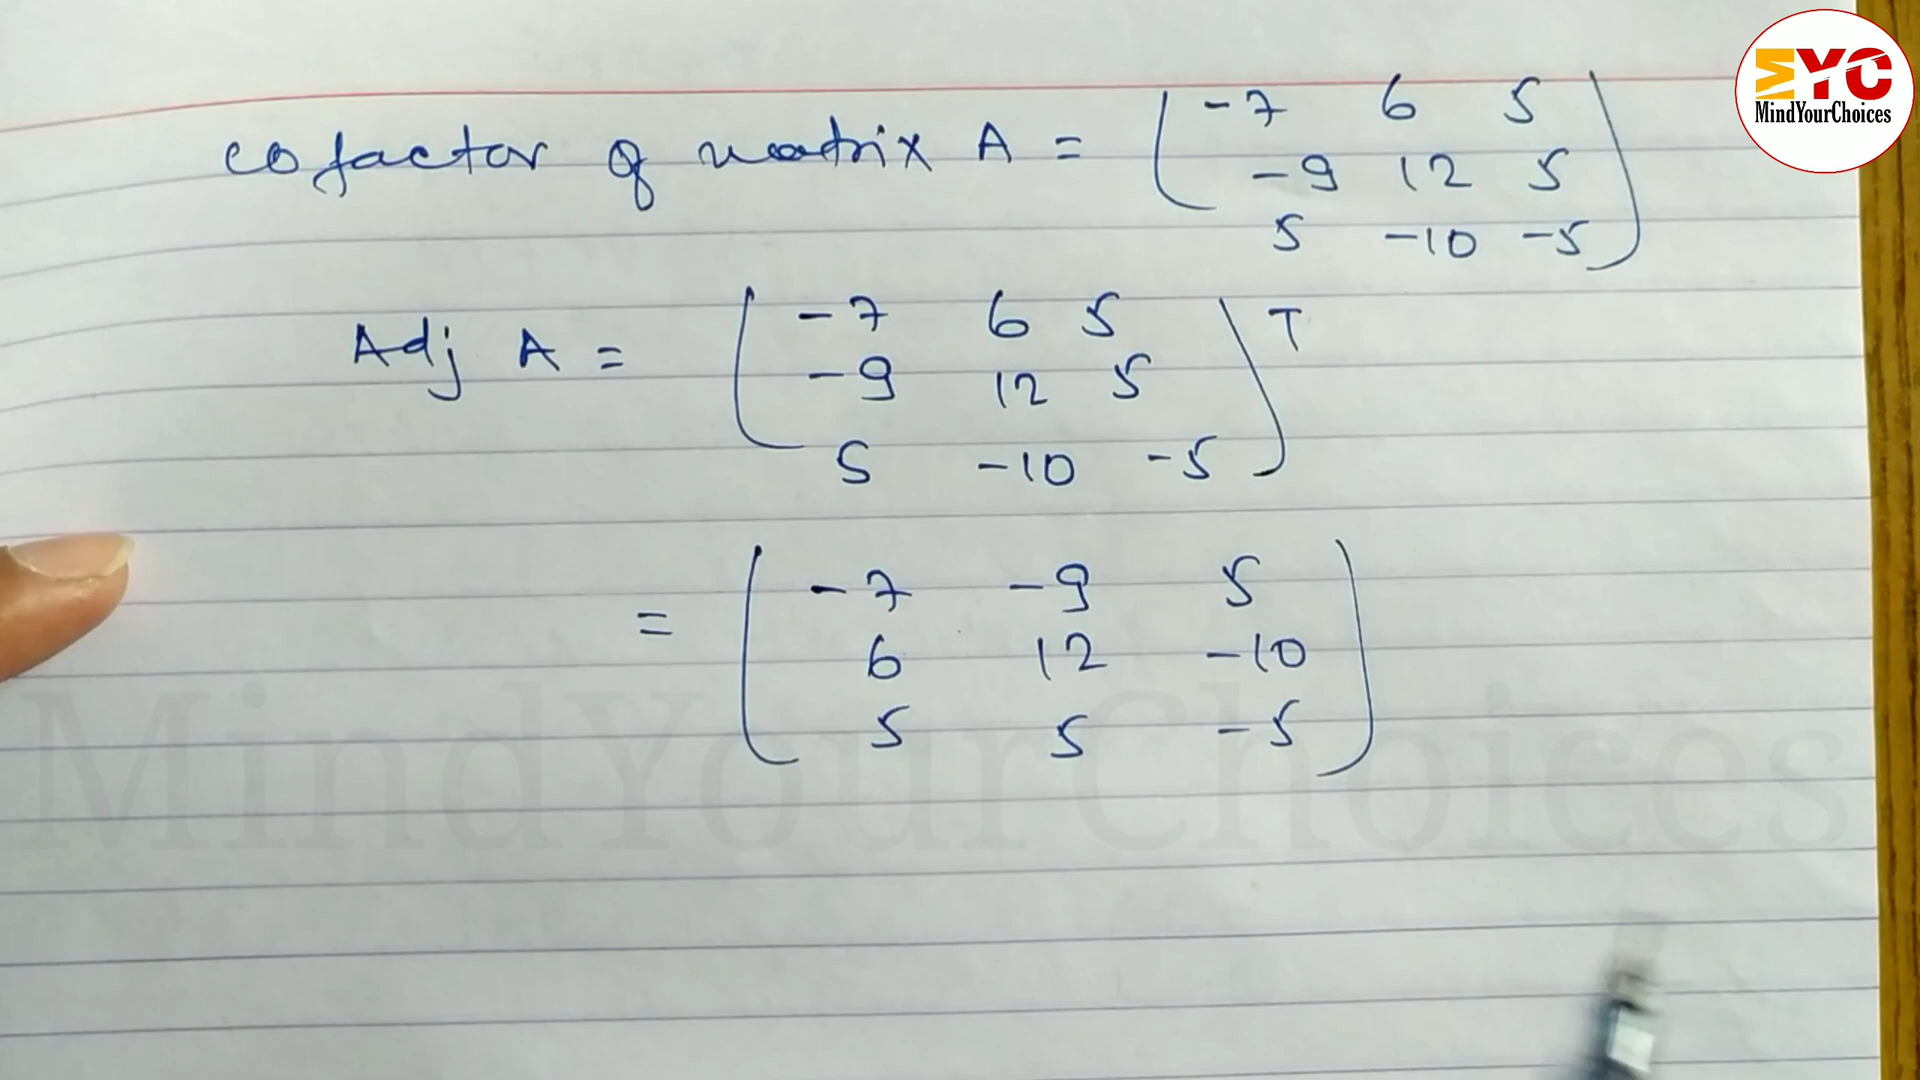 MYC
MindYourChoices
cofactor of matrix A = ( -7 6 5
-9 12 5
5 -10 -5 )
Adj A = ( -7 6 5
-9 12 5
5 -10 -5 ) T
= ( -7 -9 5
6 12 -10
5 5 -5 )
MindYourChoices